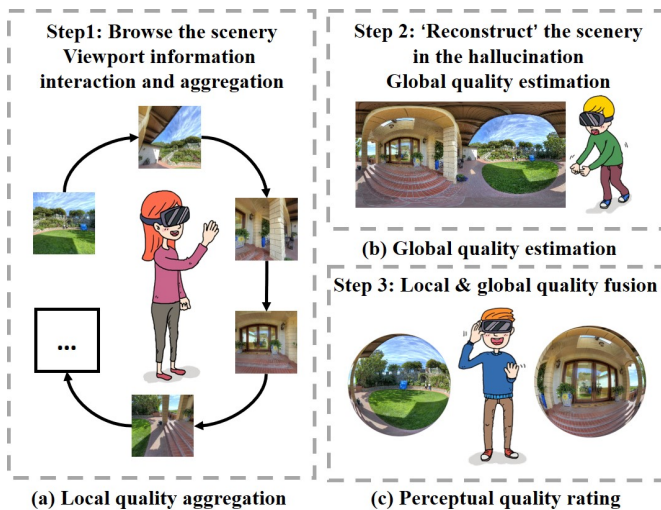 Step1: Browse the scenery
Viewport information
interaction and aggregation
...
(a) Local quality aggregation
Step 2: ‘Reconstruct’ the scenery
in the hallucination
Global quality estimation
(b) Global quality estimation
Step 3: Local & global quality fusion
(c) Perceptual quality rating